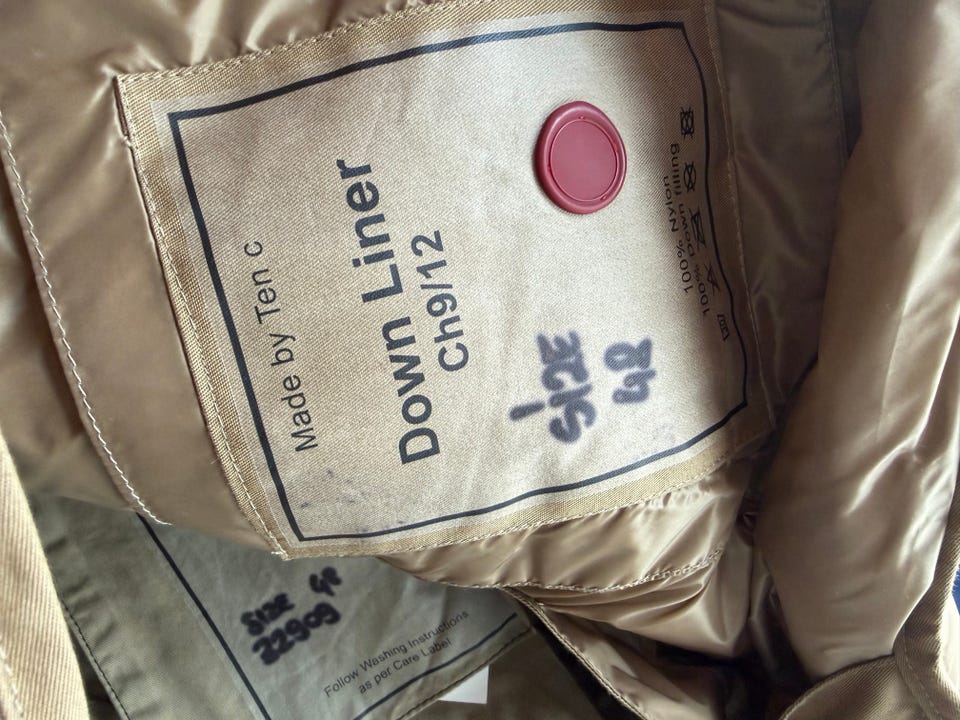 Made by Ten c
Down Liner
Ch9/12
SIZE
48
100% Nylon
100% Down filling
SIZE
22909
Follow Washing Instructions
as per Care Label